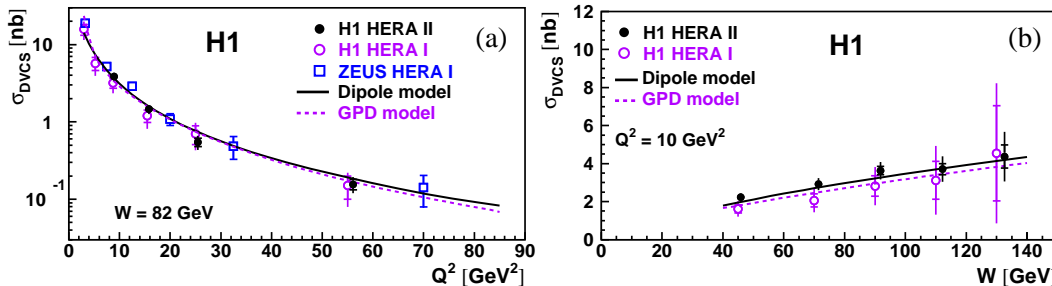 σDVCS [nb]
10
1
10⁻¹
H1
(a)
H1 HERA II
H1 HERA I
ZEUS HERA I
Dipole model
GPD model
W = 82 GeV
0 10 20 30 40 50 60 70 80 90
Q² [GeV²]
σDVCS [nb]
12
10
8
6
4
2
0
H1 HERA II
H1 HERA I
Dipole model
GPD model
H1
(b)
Q² = 10 GeV²
0 20 40 60 80 100 120 140
W [GeV]